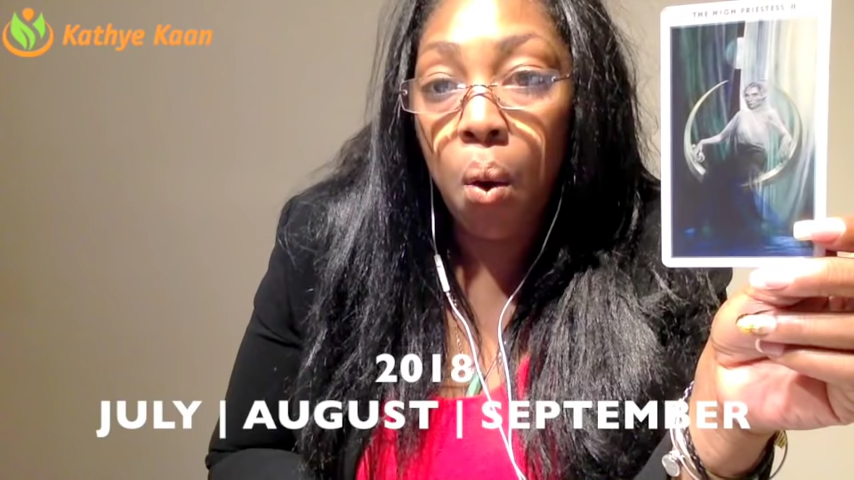 Kathye Kaan
THE HIGH PRIESTESS II
2018
JULY | AUGUST | SEPTEMBER